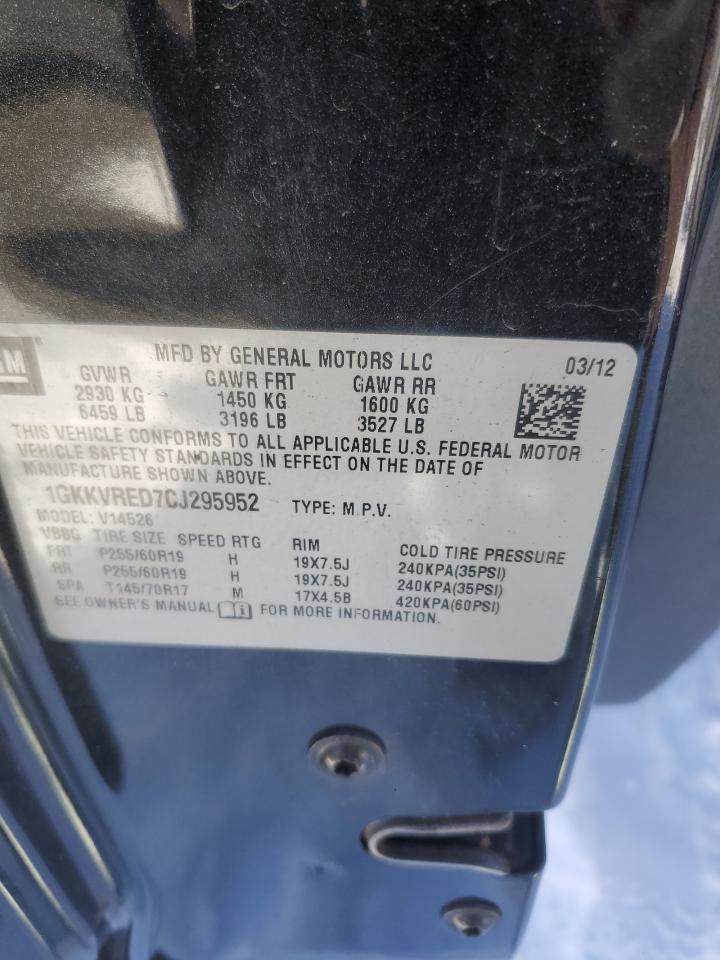 GM
MFD BY GENERAL MOTORS LLC 03/12
GVWR GAWR FRT GAWR RR
2930 KG 1450 KG 1600 KG
6459 LB 3196 LB 3527 LB
THIS VEHICLE CONFORMS TO ALL APPLICABLE U.S. FEDERAL MOTOR
VEHICLE SAFETY STANDARDS IN EFFECT ON THE DATE OF
MANUFACTURE SHOWN ABOVE.
1GKKVRED7CJ295952 TYPE: M.P.V.
MODEL: V14526
VBBG TIRE SIZE SPEED RTG RIM COLD TIRE PRESSURE
FRT P255/60R19 H 19X7.5J 240KPA(35PSI)
RR P255/60R19 H 19X7.5J 240KPA(35PSI)
SPA T145/70R17 M 17X4.5B 420KPA(60PSI)
SEE OWNER'S MANUAL FOR MORE INFORMATION.